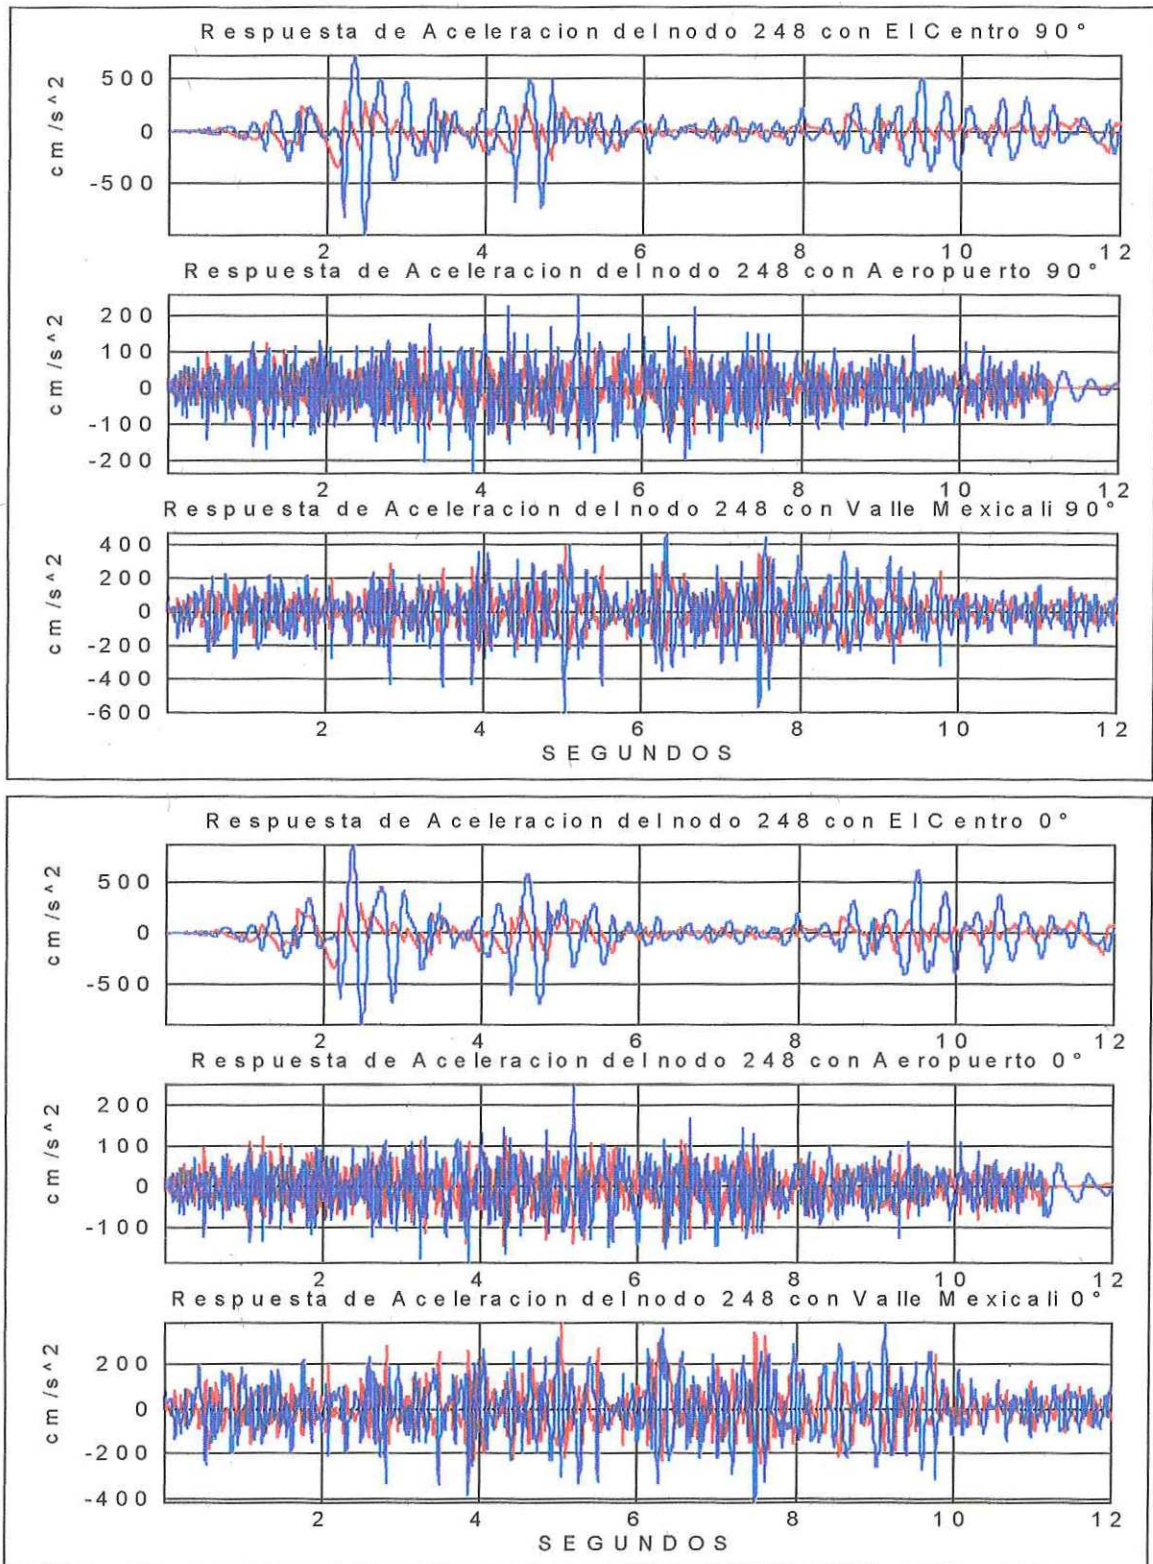 Respuesta de Aceleracion del nodo 248 con El Centro 90°
cm/s^2
500
0
-500
2 4 6 8 10 12
Respuesta de Aceleracion del nodo 248 con Aeropuerto 90°
cm/s^2
200
100
0
-100
-200
2 4 6 8 10 12
Respuesta de Aceleracion del nodo 248 con Valle Mexicali 90°
cm/s^2
400
200
0
-200
-400
-600
2 4 6 8 10 12
SEGUNDOS
Respuesta de Aceleracion del nodo 248 con El Centro 0°
cm/s^2
500
0
-500
2 4 6 8 10 12
Respuesta de Aceleracion del nodo 248 con Aeropuerto 0°
cm/s^2
200
100
0
-100
2 4 6 8 10 12
Respuesta de Aceleracion del nodo 248 con Valle Mexicali 0°
cm/s^2
200
0
-200
-400
2 4 6 8 10 12
SEGUNDOS